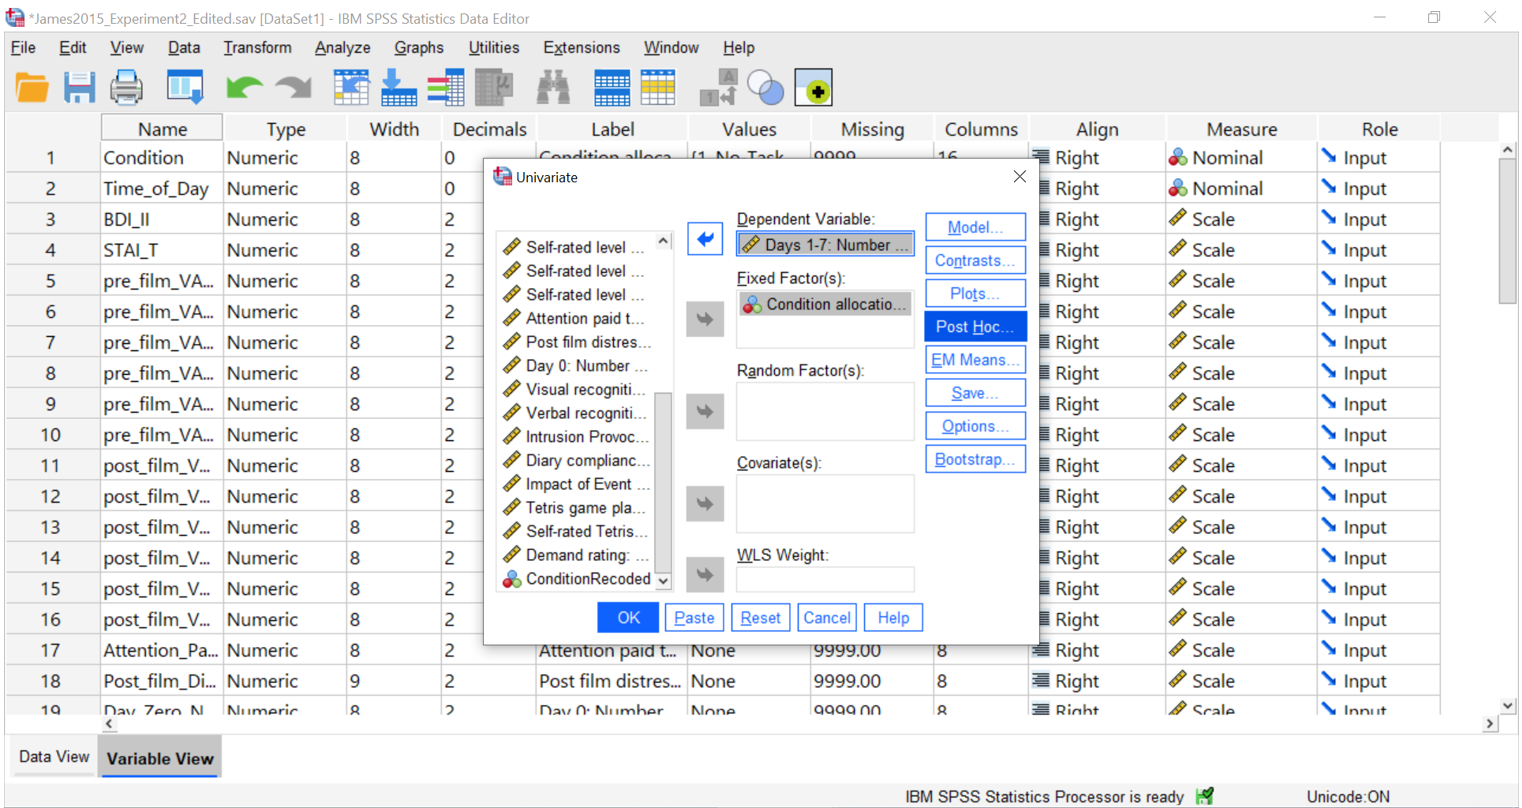 *James2015_Experiment2_Edited.sav [DataSet1] - IBM SPSS Statistics Data Editor
File Edit View Data Transform Analyze Graphs Utilities Extensions Window Help
Name Type Width Decimals Label Values Missing Columns Align Measure Role
1 Condition Numeric 8 0 Condition alloca... {1, No-Task 9999 16 Right Nominal Input
2 Time_of_Day Numeric 8 0 Right Nominal Input
3 BDI_II Numeric 8 2 Right Scale Input
4 STAI_T Numeric 8 2 Right Scale Input
5 pre_film_VA... Numeric 8 2 Right Scale Input
6 pre_film_VA... Numeric 8 2 Right Scale Input
7 pre_film_VA... Numeric 8 2 Right Scale Input
8 pre_film_VA... Numeric 8 2 Right Scale Input
9 pre_film_VA... Numeric 8 2 Right Scale Input
10 pre_film_VA... Numeric 8 2 Right Scale Input
11 post_film_V... Numeric 8 2 Right Scale Input
12 post_film_V... Numeric 8 2 Right Scale Input
13 post_film_V... Numeric 8 2 Right Scale Input
14 post_film_V... Numeric 8 2 Right Scale Input
15 post_film_V... Numeric 8 2 Right Scale Input
16 post_film_V... Numeric 8 2 Right Scale Input
17 Attention_Pa... Numeric 8 2 Attention paid t... None 9999.00 8 Right Scale Input
18 Post_film_Di... Numeric 9 2 Post film distres... None 9999.00 8 Right Scale Input
19 Day_Zero_N Numeric 8 2 Day 0: Number None 9999.00 8 Right Scale Input
Univariate
Self-rated level ...
Self-rated level ...
Self-rated level ...
Attention paid t...
Post film distres...
Day 0: Number ...
Visual recogniti...
Verbal recogniti...
Intrusion Provoc...
Diary complianc...
Impact of Event ...
Tetris game pla...
Self-rated Tetris...
Demand rating: ...
ConditionRecoded
Dependent Variable:
Days 1-7: Number ...
Fixed Factor(s):
Condition allocatio...
Random Factor(s):
Covariate(s):
WLS Weight:
Model...
Contrasts...
Plots...
Post Hoc...
EM Means...
Save...
Options...
Bootstrap...
OK Paste Reset Cancel Help
Data View Variable View
IBM SPSS Statistics Processor is ready Unicode:ON